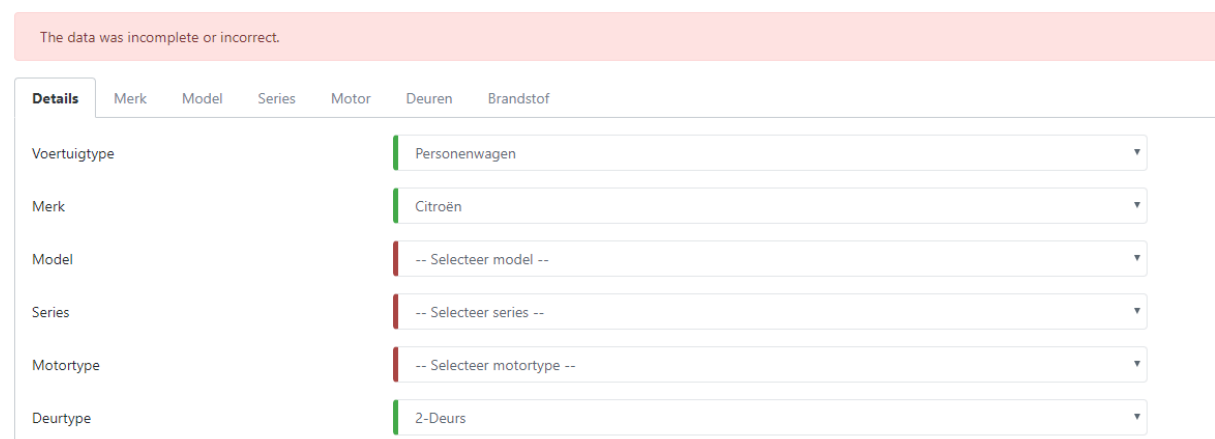 The data was incomplete or incorrect.
Details Merk Model Series Motor Deuren Brandstof
Voertuigtype Personenwagen
Merk Citroën
Model -- Selecteer model --
Series -- Selecteer series --
Motortype -- Selecteer motortype --
Deurtype 2-Deurs